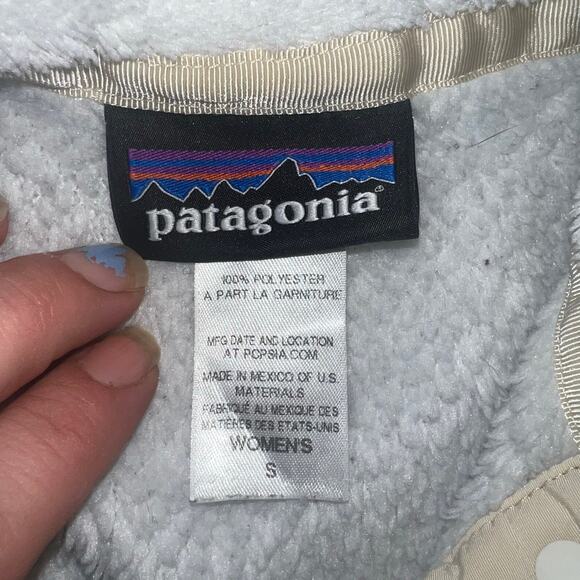 patagonia®
100% POLYESTER
À PART LA GARNITURE
MFG DATE AND LOCATION
AT PCPSIA.COM
MADE IN MEXICO OF U.S.
MATERIALS
FABRIQUÉ AU MEXIQUE DES
MATIÈRES DES ETATS-UNIS
WOMEN'S
S